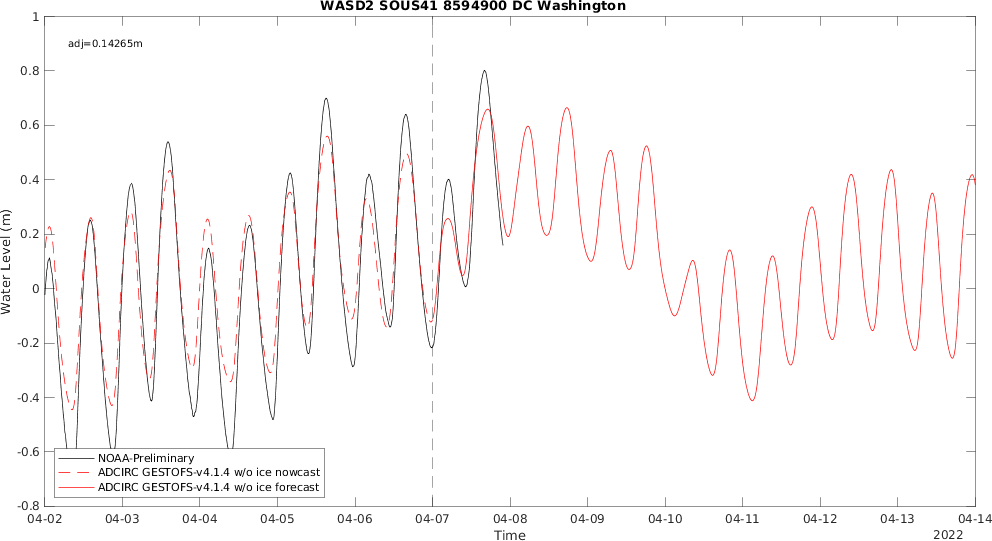 WASD2 SOUS41 8594900 DC Washington
adj=0.14265m
1
0.8
0.6
0.4
0.2
0
-0.2
-0.4
-0.6
-0.8
Water Level (m)
NOAA-Preliminary
ADCIRC GESTOFS-v4.1.4 w/o ice nowcast
ADCIRC GESTOFS-v4.1.4 w/o ice forecast
04-02 04-03 04-04 04-05 04-06 04-07 04-08 04-09 04-10 04-11 04-12 04-13 04-14
Time
2022